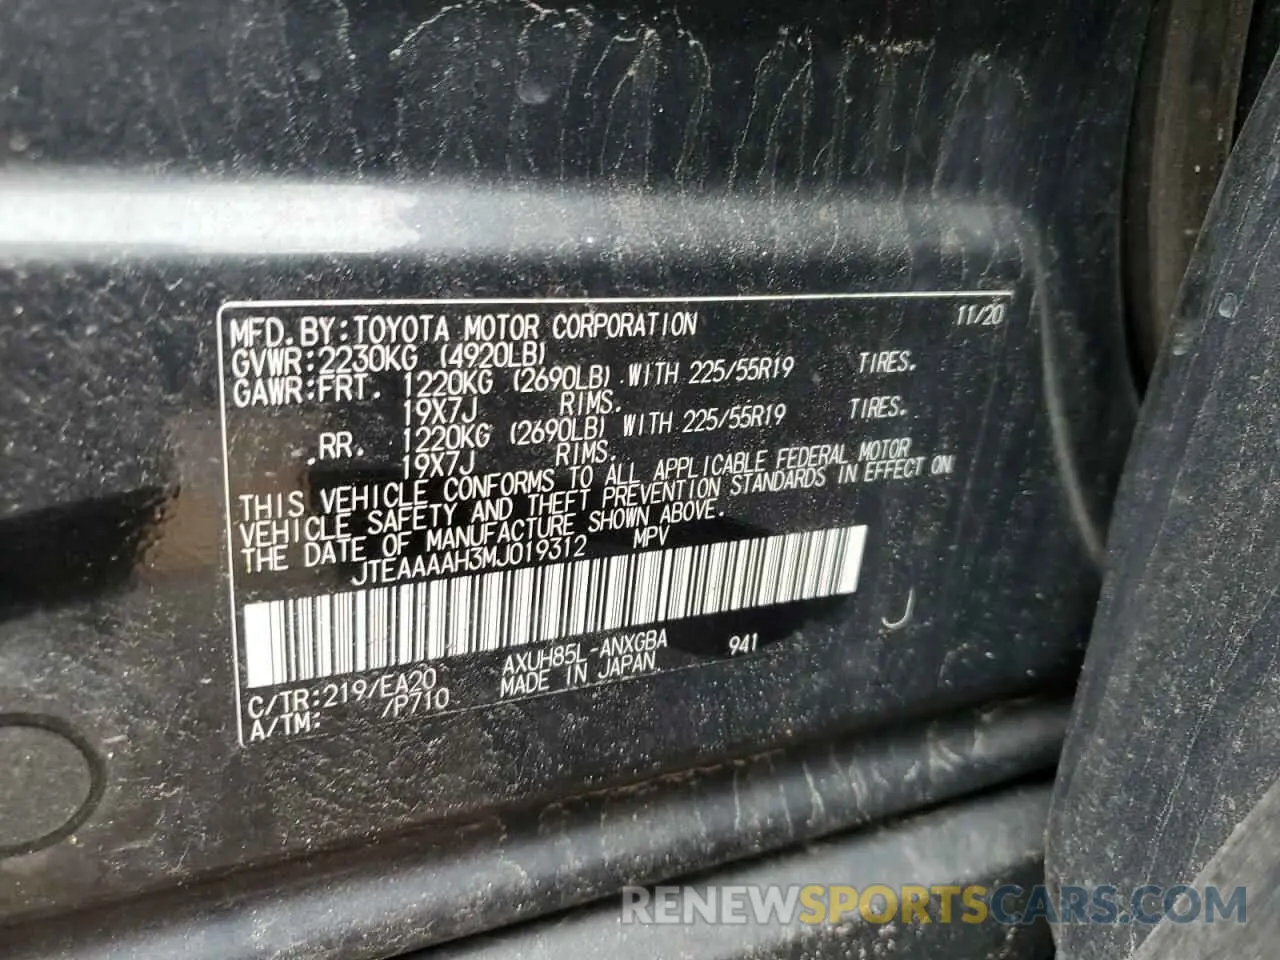 MFD. BY:TOYOTA MOTOR CORPORATION 11/20
GVWR:2230KG (4920LB)
GAWR:FRT. 1220KG (2690LB) WITH 225/55R19 TIRES.
19X7J RIMS.
RR. 1220KG (2690LB) WITH 225/55R19 TIRES.
19X7J RIMS.
THIS VEHICLE CONFORMS TO ALL APPLICABLE FEDERAL MOTOR
VEHICLE SAFETY AND THEFT PREVENTION STANDARDS IN EFFECT ON
THE DATE OF MANUFACTURE SHOWN ABOVE.
JTEAAAAH3MJ019312 MPV
C/TR:219/EA20 AXUH85L-ANXGBA 941 J
A/TM: /P710 MADE IN JAPAN.
RENEWSPORTSCARS.COM